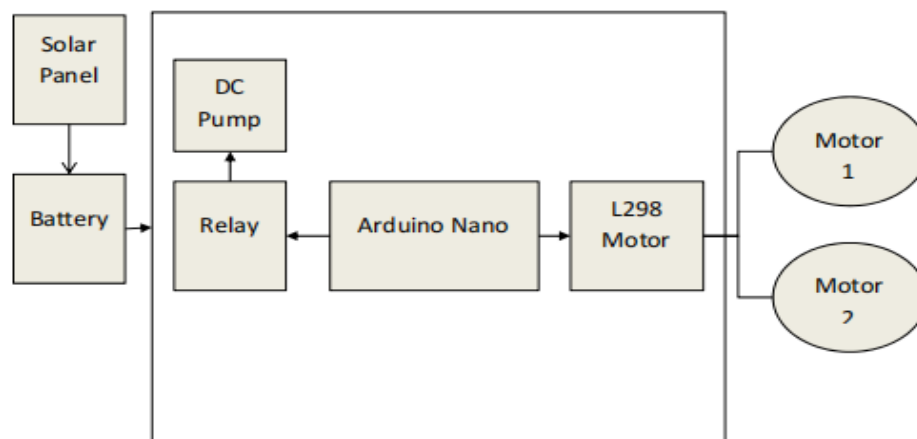 Solar
Panel
DC
Pump
Battery
Relay
Arduino Nano
L298
Motor
Motor
1
Motor
2